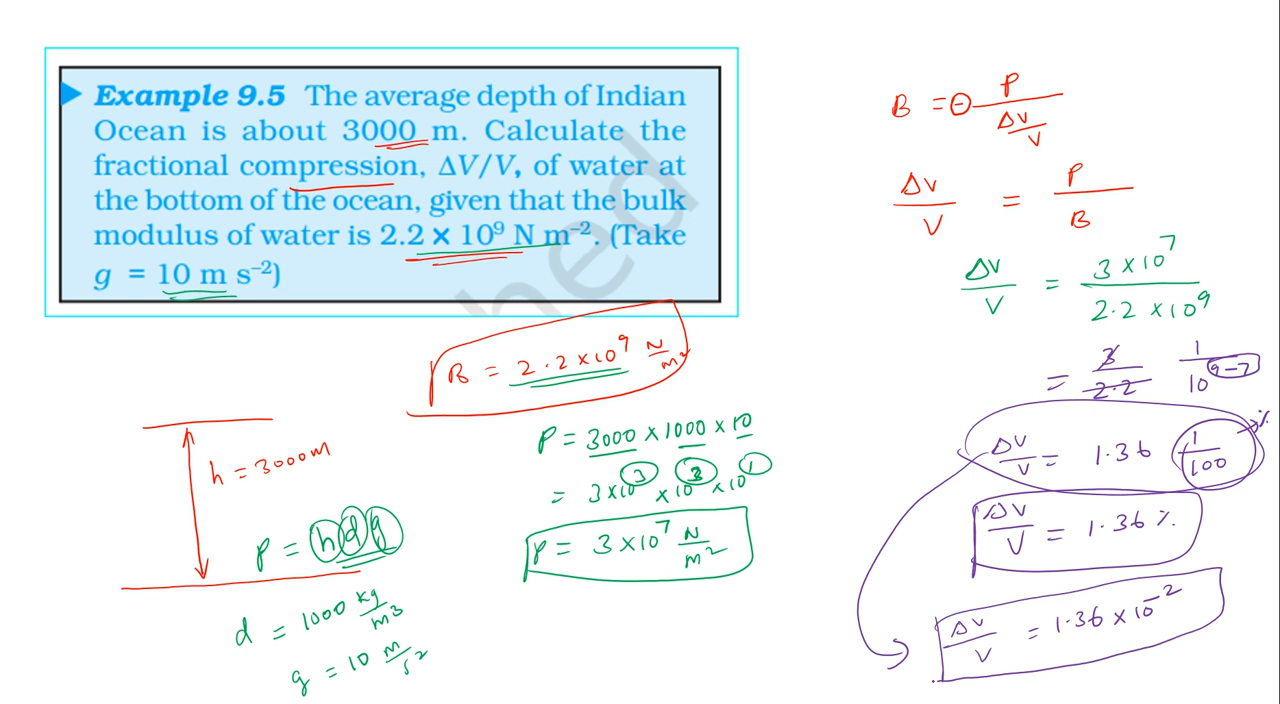 Example 9.5 The average depth of Indian
Ocean is about 3000 m. Calculate the
fractional compression, ΔV/V, of water at
the bottom of the ocean, given that the bulk
modulus of water is 2.2 × 10⁹ N m⁻². (Take
g = 10 m s⁻²)
hed
B = 2.2×10⁹ N/m²
h = 3000m
P = hdg
d = 1000 kg/m³
g = 10 m/s²
P = 3000 × 1000 × 10
= 3×10³ × 10³ × 10¹
P = 3×10⁷ N/m²
B = - P / (ΔV/V)
ΔV/V = P/B
ΔV/V = 3×10⁷ / 2.2×10⁹
= 3/2.2 1/10⁹⁻⁷
ΔV/V = 1.36 1/100 → %
ΔV/V = 1.36 %
ΔV/V = 1.36×10⁻²